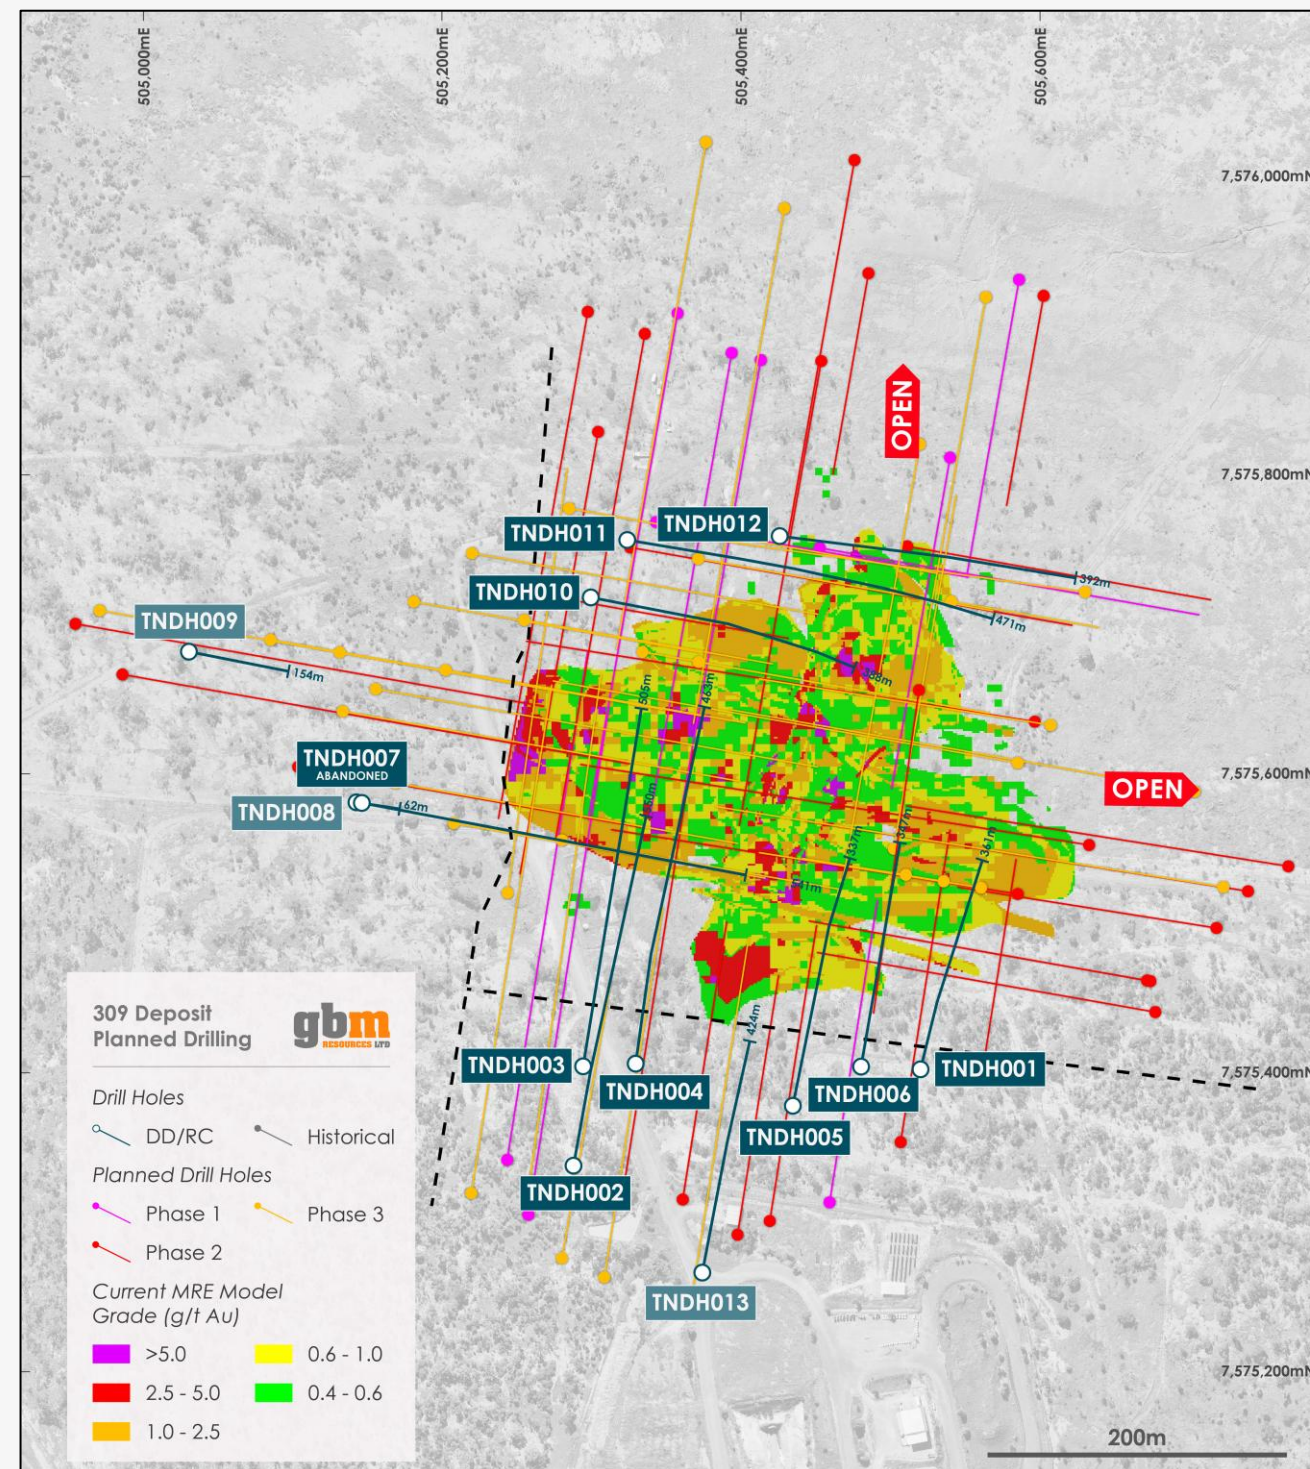 505,000mE
505,200mE
505,400mE
505,600mE
7,576,000mN
OPEN
7,575,800mN
TNDH011
TNDH012
392m
TNDH010
471m
TNDH009
388m
154m
505m
463m
TNDH007
ABANDONED
OPEN
7,575,600mN
TNDH008
62m
337m
347m
361m
424m
TNDH003
TNDH004
TNDH006
TNDH001
7,575,400mN
TNDH005
TNDH002
TNDH013
7,575,200mN
200m
309 Deposit
Planned Drilling
gbm
RESOURCES LTD
Drill Holes
DD/RC
Historical
Planned Drill Holes
Phase 1
Phase 3
Phase 2
Current MRE Model
Grade (g/t Au)
>5.0
0.6 - 1.0
2.5 - 5.0
0.4 - 0.6
1.0 - 2.5